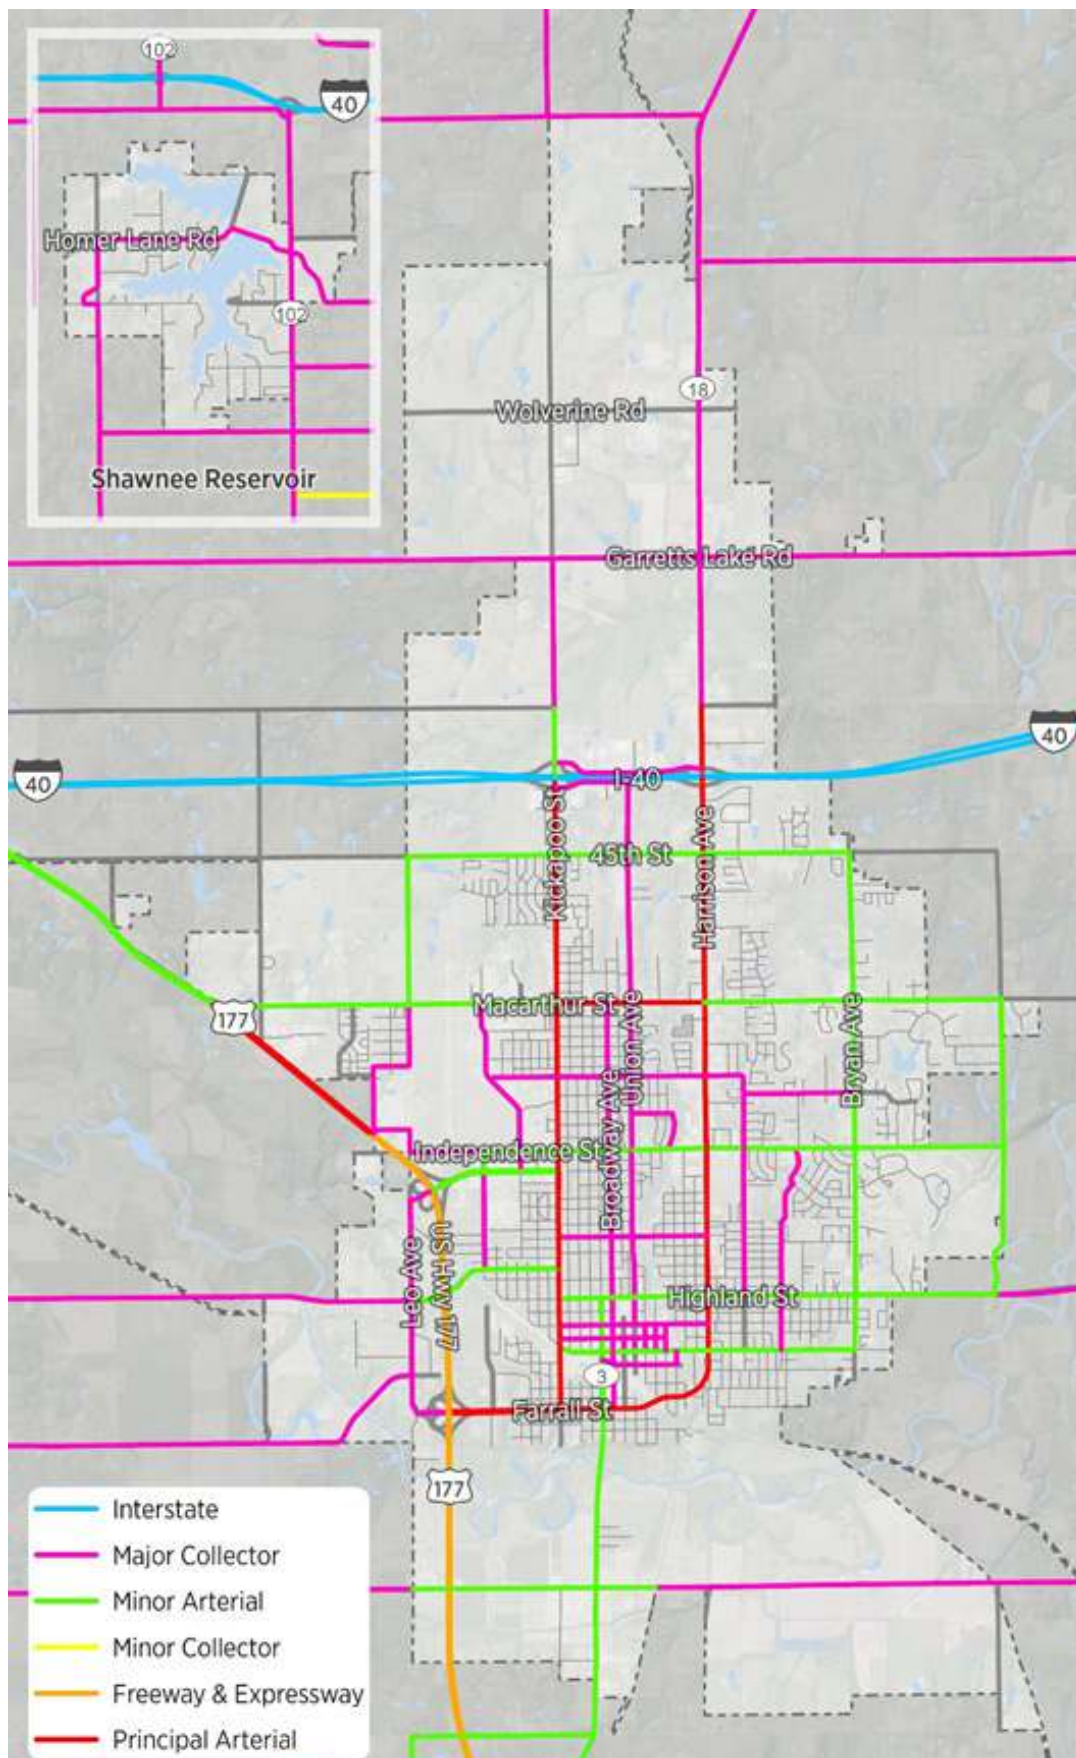 102
40
Homer Lane Rd
102
Shawnee Reservoir
18
Wolverine Rd
Garretts Lake Rd
40
I-40
40
Kickapoo St
45th St
Harrison Ave
Macarthur St
177
Union Ave
Bryan Ave
Broadway Ave
Independence St
Leo Ave
US Hwy 177
Highland St
3
Farrall St
177
Interstate
Major Collector
Minor Arterial
Minor Collector
Freeway & Expressway
Principal Arterial